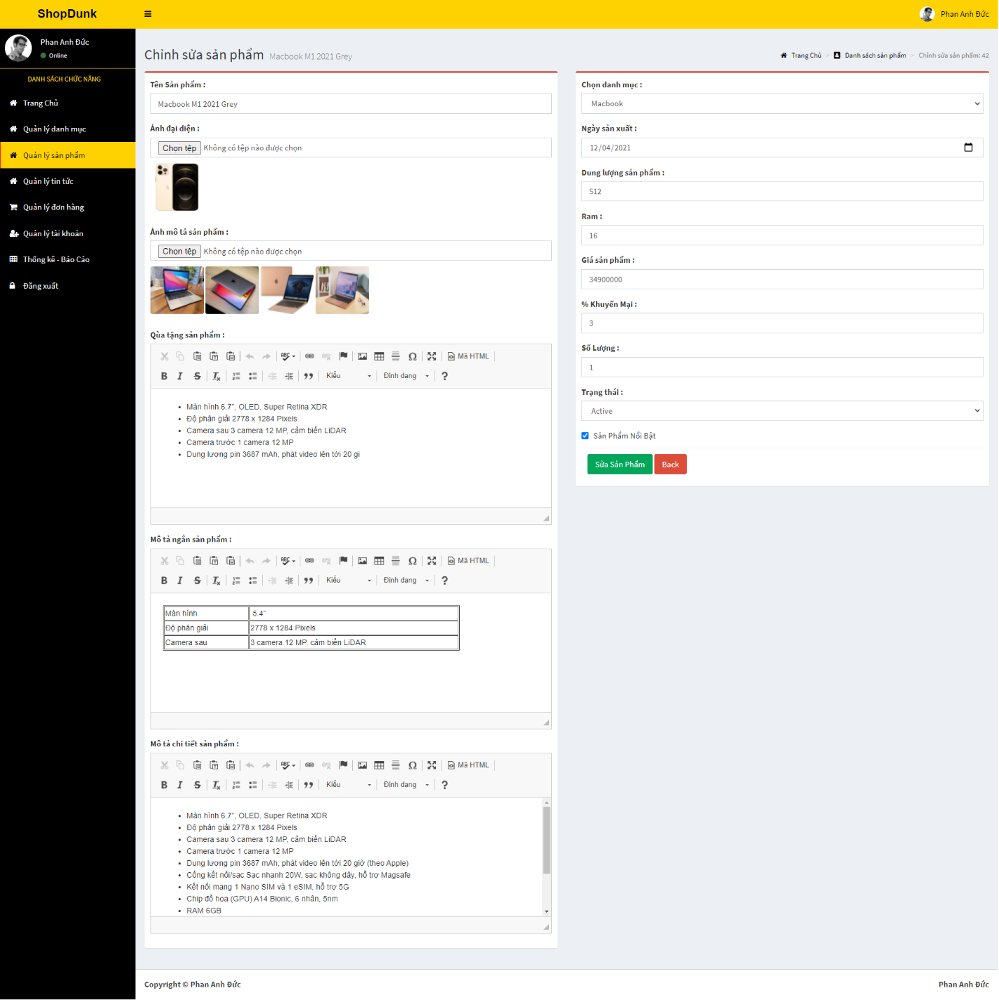 ShopDunk
Phan Anh Đức
Phan Anh Đức
Online
DANH SÁCH CHỨC NĂNG
Trang Chủ
Quản lý danh mục
Quản lý sản phẩm
Quản lý tin tức
Quản lý đơn hàng
Quản lý tài khoản
Thống kê - Báo Cáo
Đăng xuất
Chỉnh sửa sản phẩm Macbook M1 2021 Grey
Trang Chủ > Danh sách sản phẩm > Chỉnh sửa sản phẩm: 42
Tên Sản phẩm :
Macbook M1 2021 Grey
Ảnh đại diện :
Chọn tệp Không có tệp nào được chọn
Ảnh mô tả sản phẩm :
Chọn tệp Không có tệp nào được chọn
Qùa tặng sản phẩm :
ABC Ω Mã HTML
B I S Tx Kiểu Định dạng ?
• Màn hình 6.7", OLED, Super Retina XDR
• Độ phân giải 2778 x 1284 Pixels
• Camera sau 3 camera 12 MP, cảm biến LiDAR
• Camera trước 1 camera 12 MP
• Dung lượng pin 3687 mAh, phát video lên tới 20 gi
Mô tả ngắn sản phẩm :
ABC Ω Mã HTML
B I S Tx Kiểu Định dạng ?
Màn hình 5.4"
Độ phân giải 2778 x 1284 Pixels
Camera sau 3 camera 12 MP, cảm biến LiDAR
Mô tả chi tiết sản phẩm :
ABC Ω Mã HTML
B I S Tx Kiểu Định dạng ?
• Màn hình 6.7", OLED, Super Retina XDR
• Độ phân giải 2778 x 1284 Pixels
• Camera sau 3 camera 12 MP, cảm biến LiDAR
• Camera trước 1 camera 12 MP
• Dung lượng pin 3687 mAh, phát video lên tới 20 giờ (theo Apple)
• Cổng kết nối/sạc Sạc nhanh 20W, sạc không dây, hỗ trợ Magsafe
• Kết nối mạng 1 Nano SIM và 1 eSIM, hỗ trợ 5G
• Chip đồ họa (GPU) A14 Bionic, 6 nhân, 5nm
• RAM 6GB
Chọn danh mục :
Macbook
Ngày sản xuất :
12/04/2021
Dung lượng sản phẩm :
512
Ram :
16
Giá sản phẩm :
34900000
% Khuyến Mại :
3
Số Lượng :
1
Trạng thái :
Active
Sản Phẩm Nổi Bật
Sửa Sản Phẩm Back
Copyright © Phan Anh Đức
Phan Anh Đức